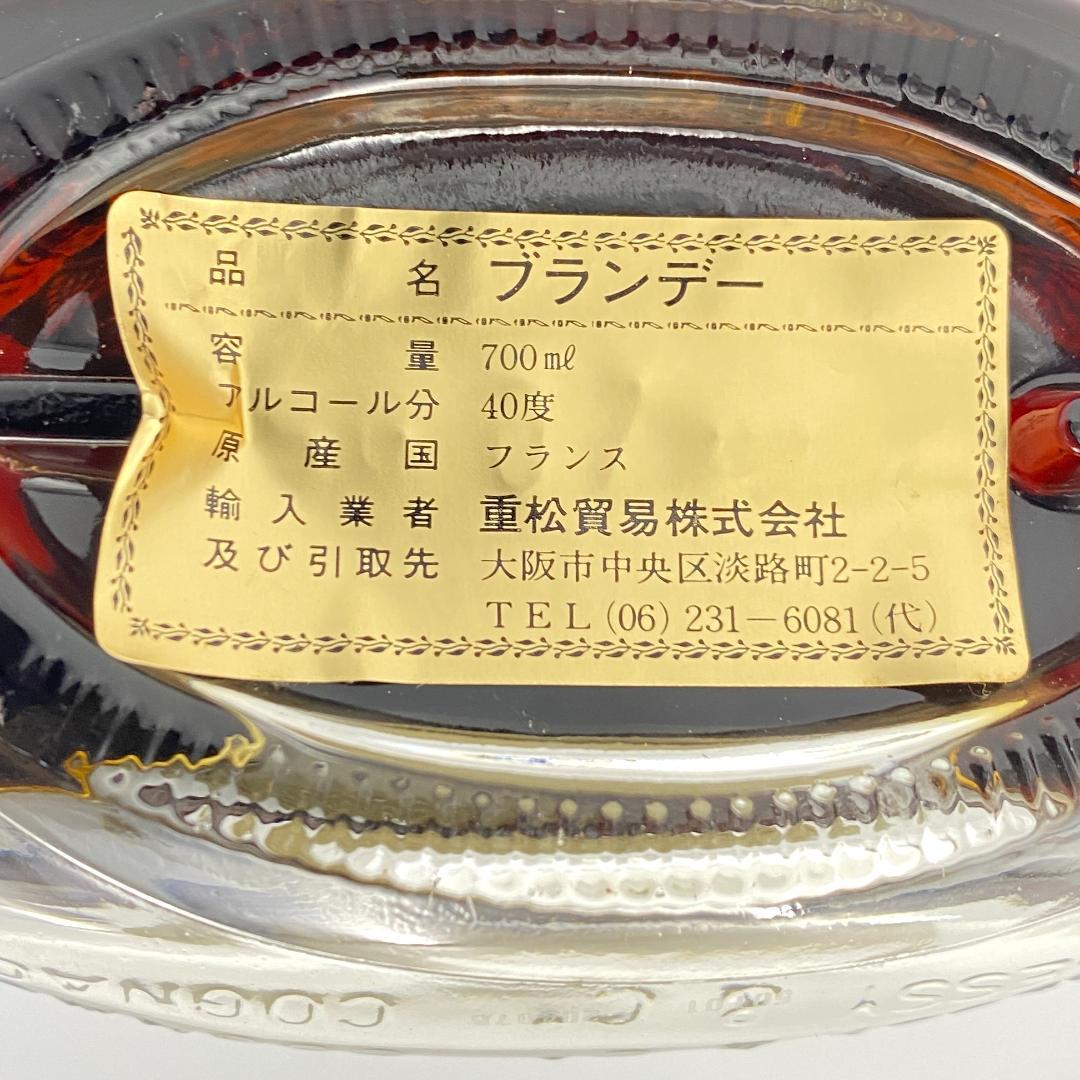 品名 ブランデー
容量 700㎖
アルコール分 40度
原産国 フランス
輸入業者 重松貿易株式会社
及び引取先 大阪市中央区淡路町2-2-5
TEL(06)231-6081(代)
ESSY & C COGNA